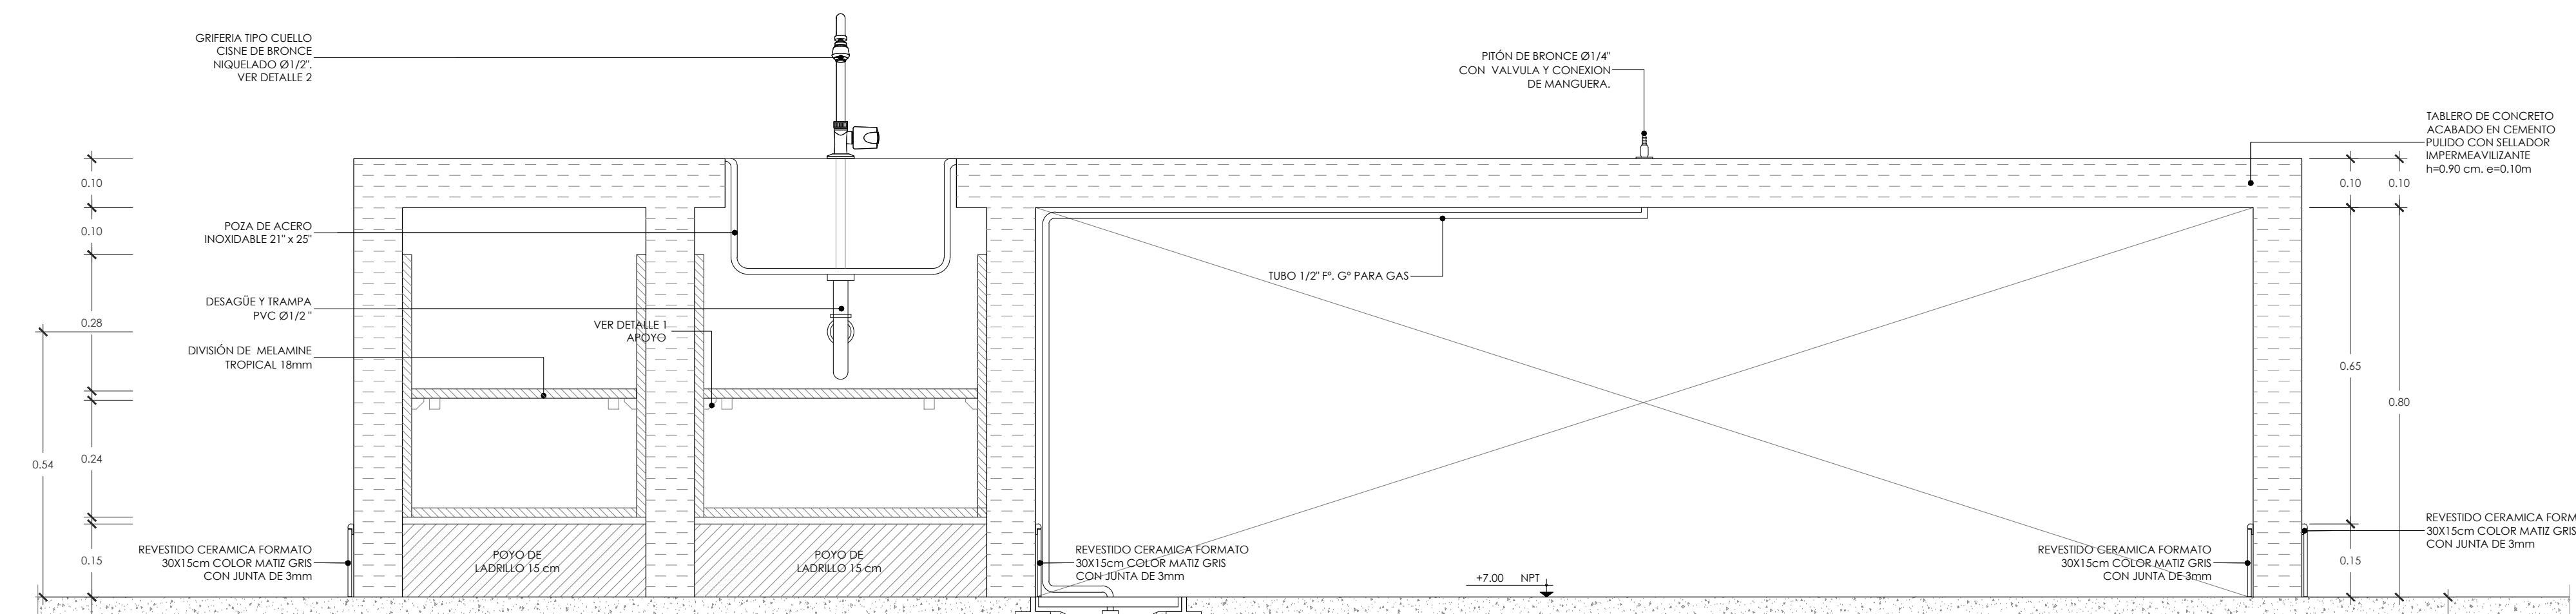 GRIFERIA TIPO CUELLO
CISNE DE BRONCE
NIQUELADO Ø1/2".
VER DETALLE 2
PITÓN DE BRONCE Ø1/4"
CON VALVULA Y CONEXION
DE MANGUERA.
TABLERO DE CONCRETO
ACABADO EN CEMENTO
PULIDO CON SELLADOR
IMPERMEAVILIZANTE
h=0.90 cm. e=0.10m
0.10
0.10
0.10
0.10
POZA DE ACERO
INOXIDABLE 21" x 25"
TUBO 1/2" Fº. Gº PARA GAS
DESAGÜE Y TRAMPA
PVC Ø1/2 "
0.28
VER DETALLE 1
APOYO
DIVISIÓN DE MELAMINE
TROPICAL 18mm
0.65
0.80
0.24
0.54
REVESTIDO CERAMICA FORMATO
30X15cm COLOR MATIZ GRIS
CON JUNTA DE 3mm
0.15
POYO DE
LADRILLO 15 cm
POYO DE
LADRILLO 15 cm
REVESTIDO CERAMICA FORMATO
30X15cm COLOR MATIZ GRIS
CON JUNTA DE 3mm
+7.00 NPT
REVESTIDO CERAMICA FORMATO
30X15cm COLOR MATIZ GRIS
CON JUNTA DE 3mm
0.15
REVESTIDO CERAMICA FORM
30X15cm COLOR MATIZ GRIS
CON JUNTA DE 3mm